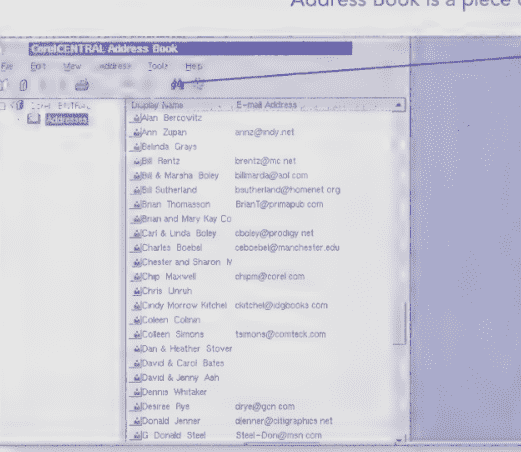 Address Book is a piece
CorelCENTRAL Address Book
File Edit View Address Tools Help
Addresses
Display Name E-mail Address
Alan Bercowitz
Ann Zupan annz@indy.net
Belinda Grays
Bill Rentz brentz@mc.net
Bill & Marsha Boley billmarda@aol.com
Bill Sutherland bsutherland@homenet.org
Brian Thomasson BrianT@primapub.com
Brian and Mary Kay Co
Carl & Linda Boley cboley@prodigy.net
Charles Boebel ceboebel@manchester.edu
Chester and Sharon M
Chip Maxwell chipm@corel.com
Chris Unruh
Cindy Morrow Kitchel ckitchel@idgbooks.com
Coleen Collnin
Colleen Simons tsimons@comteck.com
Dan & Heather Stover
David & Carol Bates
David & Jenny Ash
Dennis Whitaker
Desiree Rye drye@gcn.com
Donald Jenner djenner@citigraphics.net
G. Donald Steel Steel-Don@msn.com